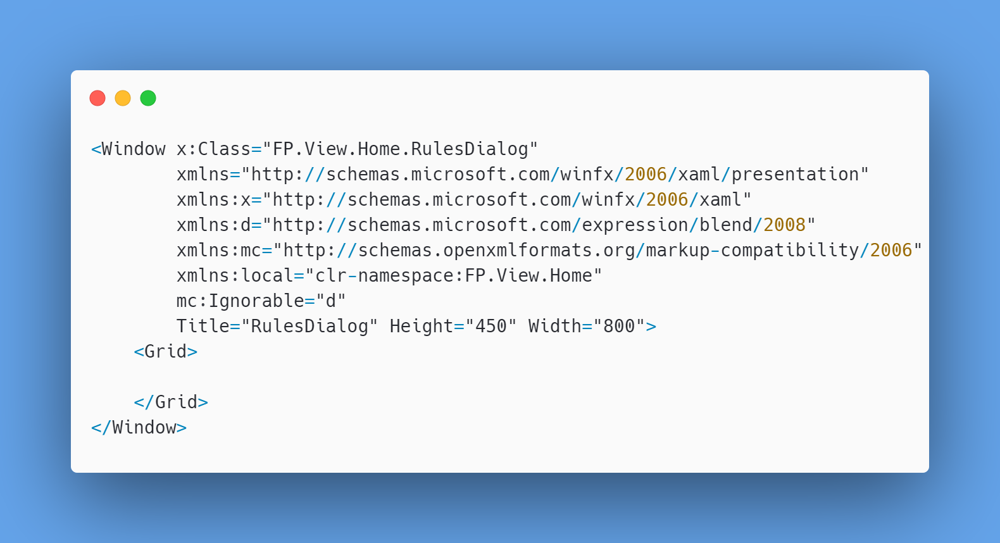 <Window x:Class="FP.View.Home.RulesDialog"
        xmlns="http://schemas.microsoft.com/winfx/2006/xaml/presentation"
        xmlns:x="http://schemas.microsoft.com/winfx/2006/xaml"
        xmlns:d="http://schemas.microsoft.com/expression/blend/2008"
        xmlns:mc="http://schemas.openxmlformats.org/markup-compatibility/2006"
        xmlns:local="clr-namespace:FP.View.Home"
        mc:Ignorable="d"
        Title="RulesDialog" Height="450" Width="800">
    <Grid>

    </Grid>
</Window>